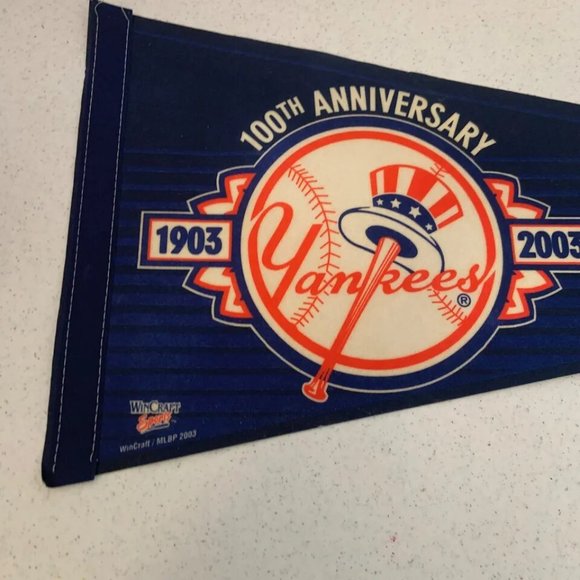 100TH ANNIVERSARY
1903
Yankees®
2003
WINCRAFT
Sports
WinCraft / MLBP 2003